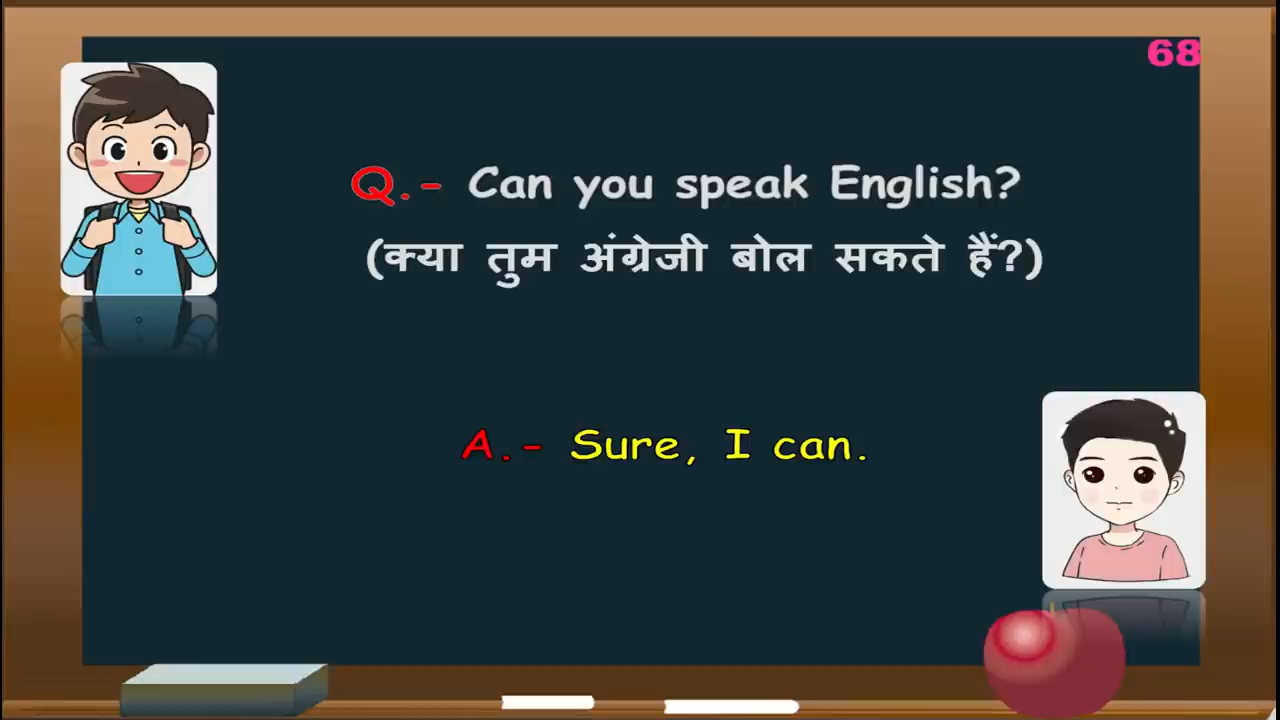 68
Q.- Can you speak English?
(क्या तुम अंग्रेजी बोल सकते हैं?)
A.- Sure, I can.